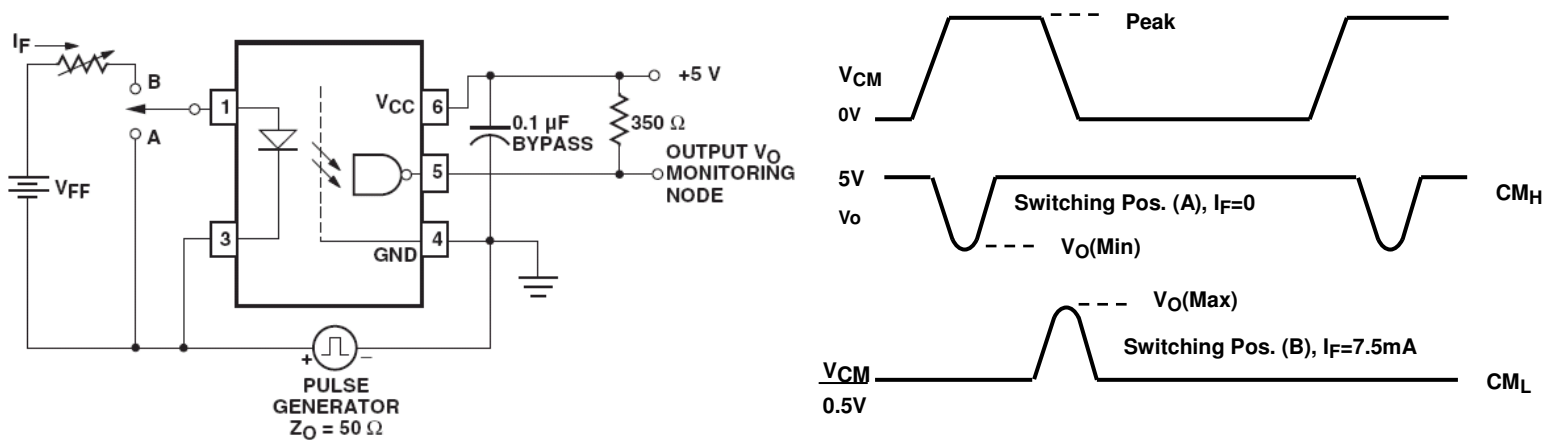 IF
B
A
VFF
1
3
VCC
6
5
4
GND
+5 V
0.1 µF
BYPASS
350 Ω
OUTPUT VO
MONITORING
NODE
+
–
PULSE
GENERATOR
ZO = 50 Ω
Peak
VCM
0V
5V
Vo
Switching Pos. (A), IF=0
CMH
VO(Min)
VO(Max)
Switching Pos. (B), IF=7.5mA
VCM
0.5V
CML